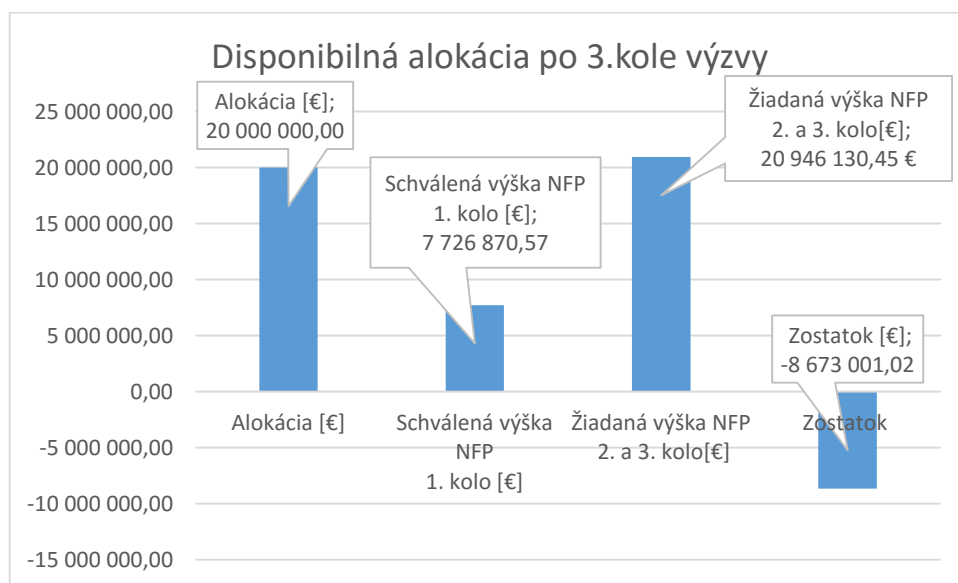 Disponibilná alokácia po 3.kole výzvy
25 000 000,00
20 000 000,00
15 000 000,00
10 000 000,00
5 000 000,00
0,00
-5 000 000,00
-10 000 000,00
-15 000 000,00
Alokácia [€];
20 000 000,00
Schválená výška NFP
1. kolo [€];
7 726 870,57
Žiadaná výška NFP
2. a 3. kolo[€];
20 946 130,45 €
Zostatok [€];
-8 673 001,02
Alokácia [€]
Schválená výška
NFP
1. kolo [€]
Žiadaná výška NFP
2. a 3. kolo[€]
Zostatok